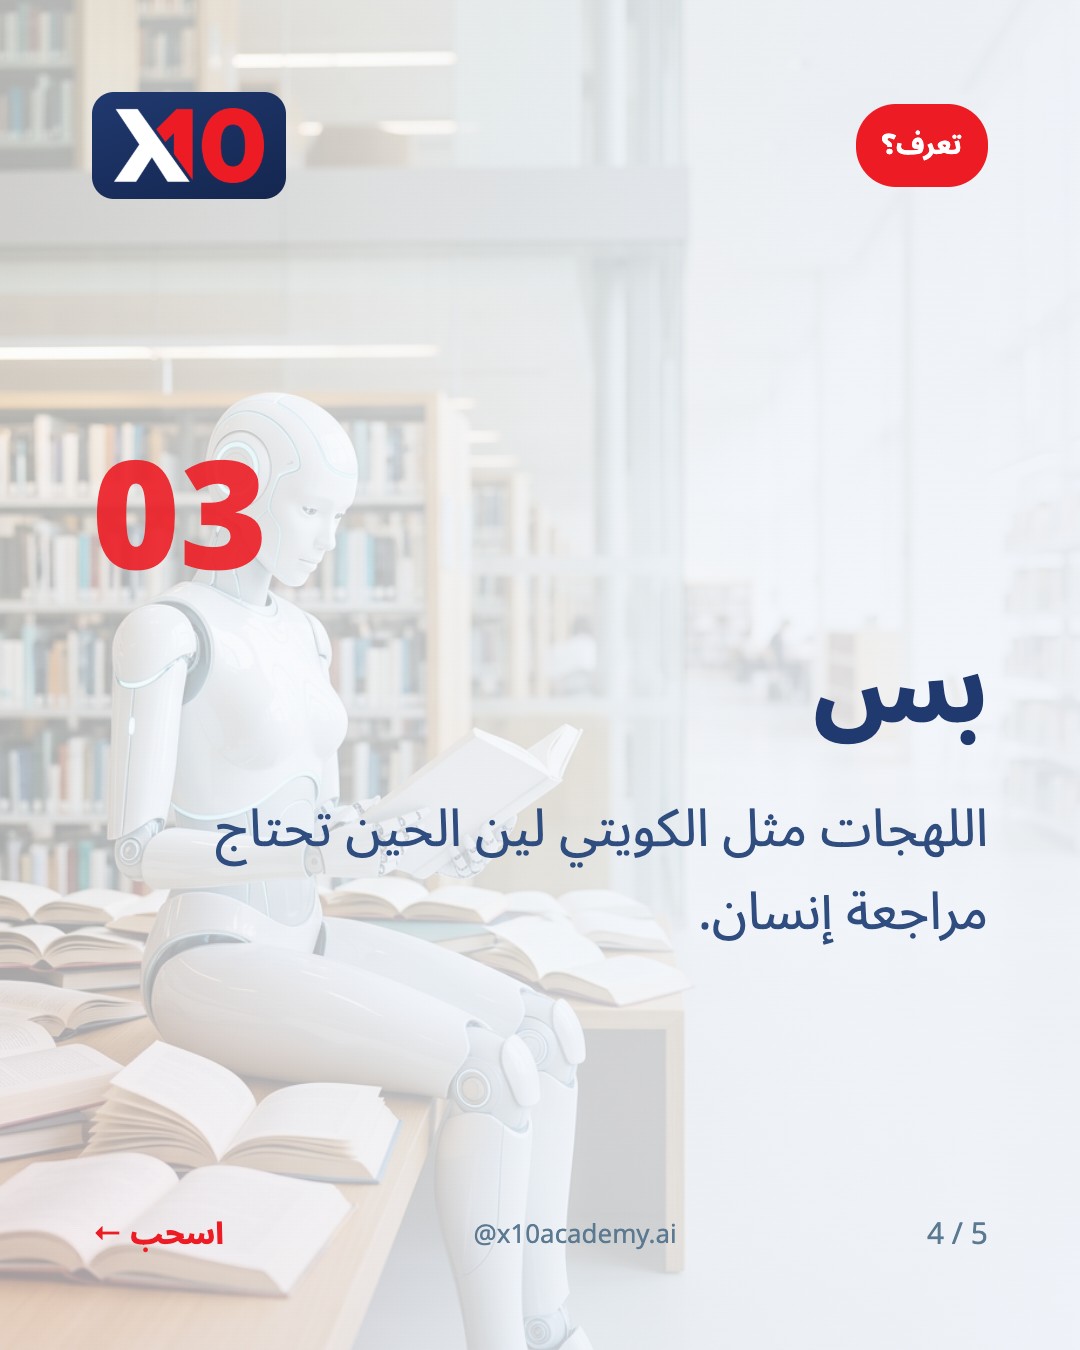 X10
تعرف؟
03
بس
اللهجات مثل الكويتي لين الحين تحتاج
مراجعة إنسان.
اسحب ←
@x10academy.ai
4 / 5